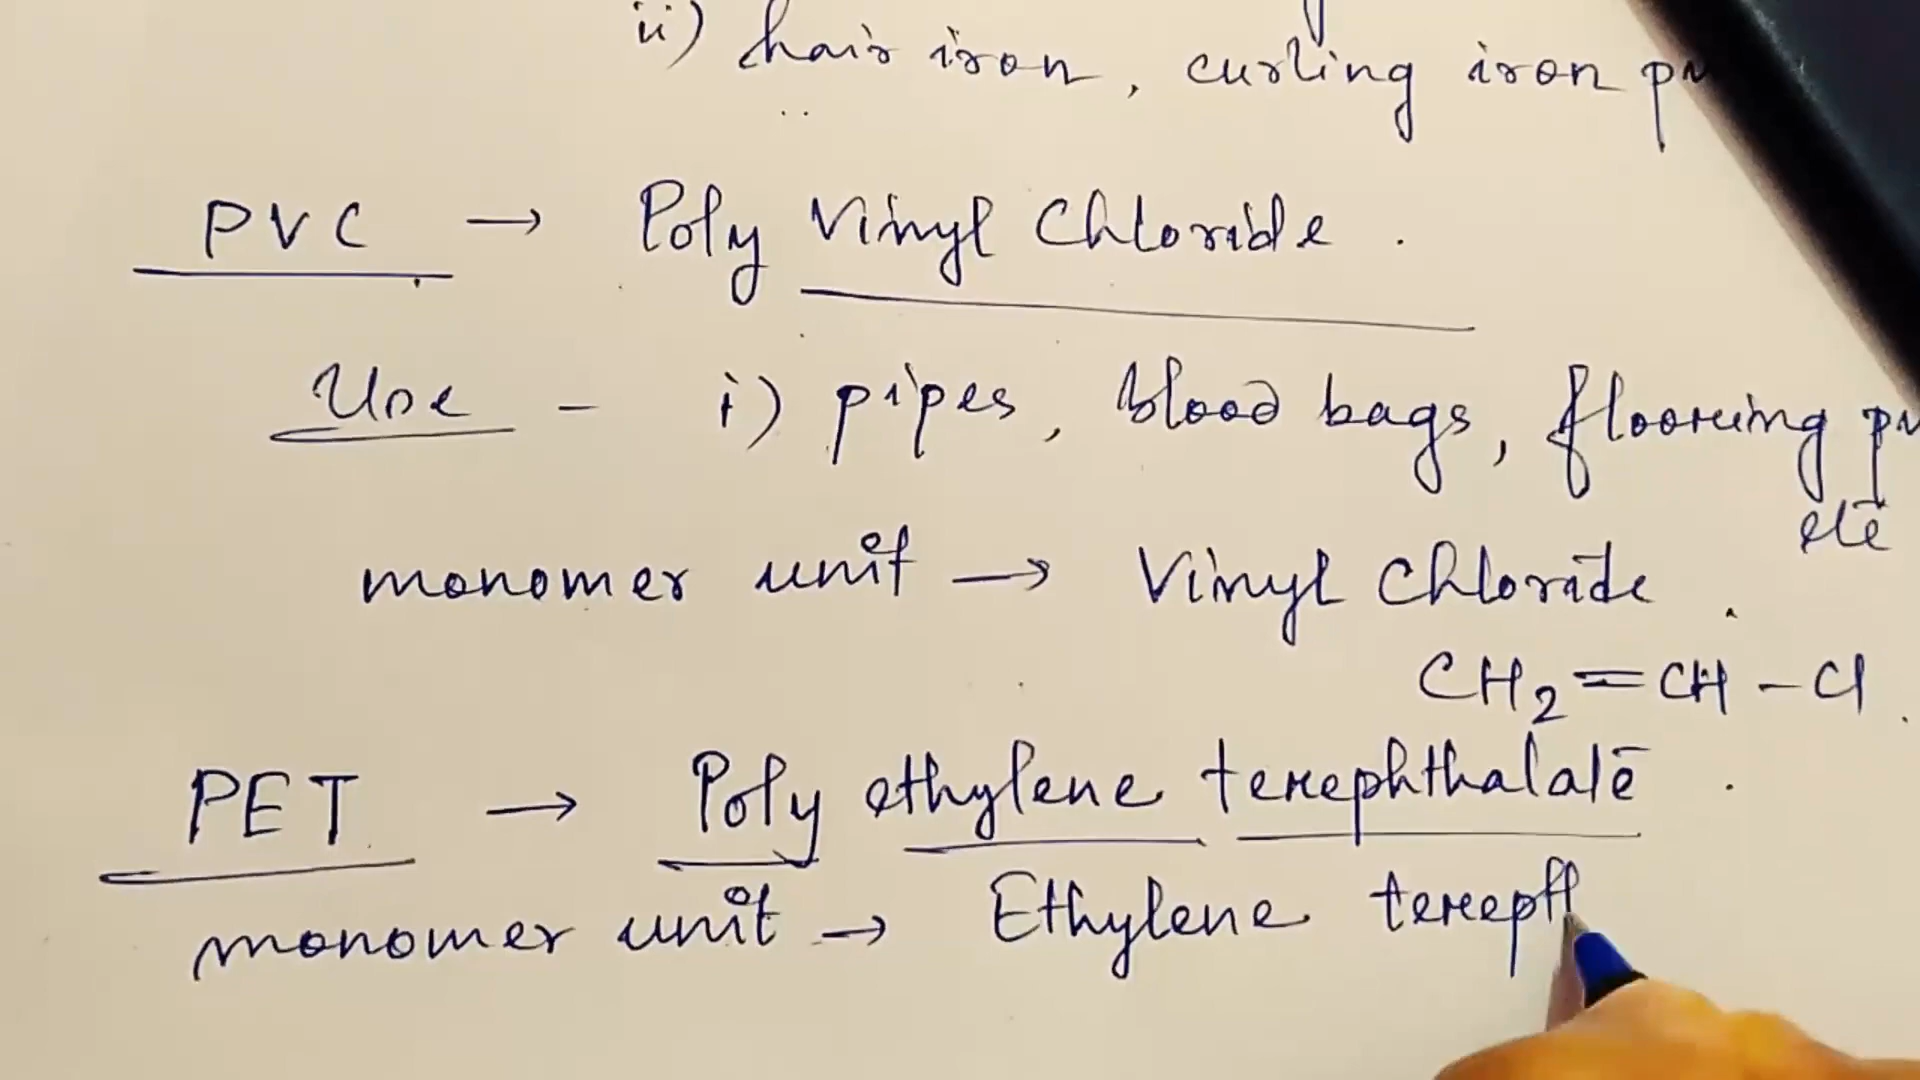 ii) hair iron, curling iron
PVC → Poly Vinyl Chloride.
Use - i) pipes, blood bags, flooring
etc
monomer unit → Vinyl Chloride.
CH₂=CH-Cl.
PET → Poly ethylene terephthalate.
monomer unit → Ethylene tereph